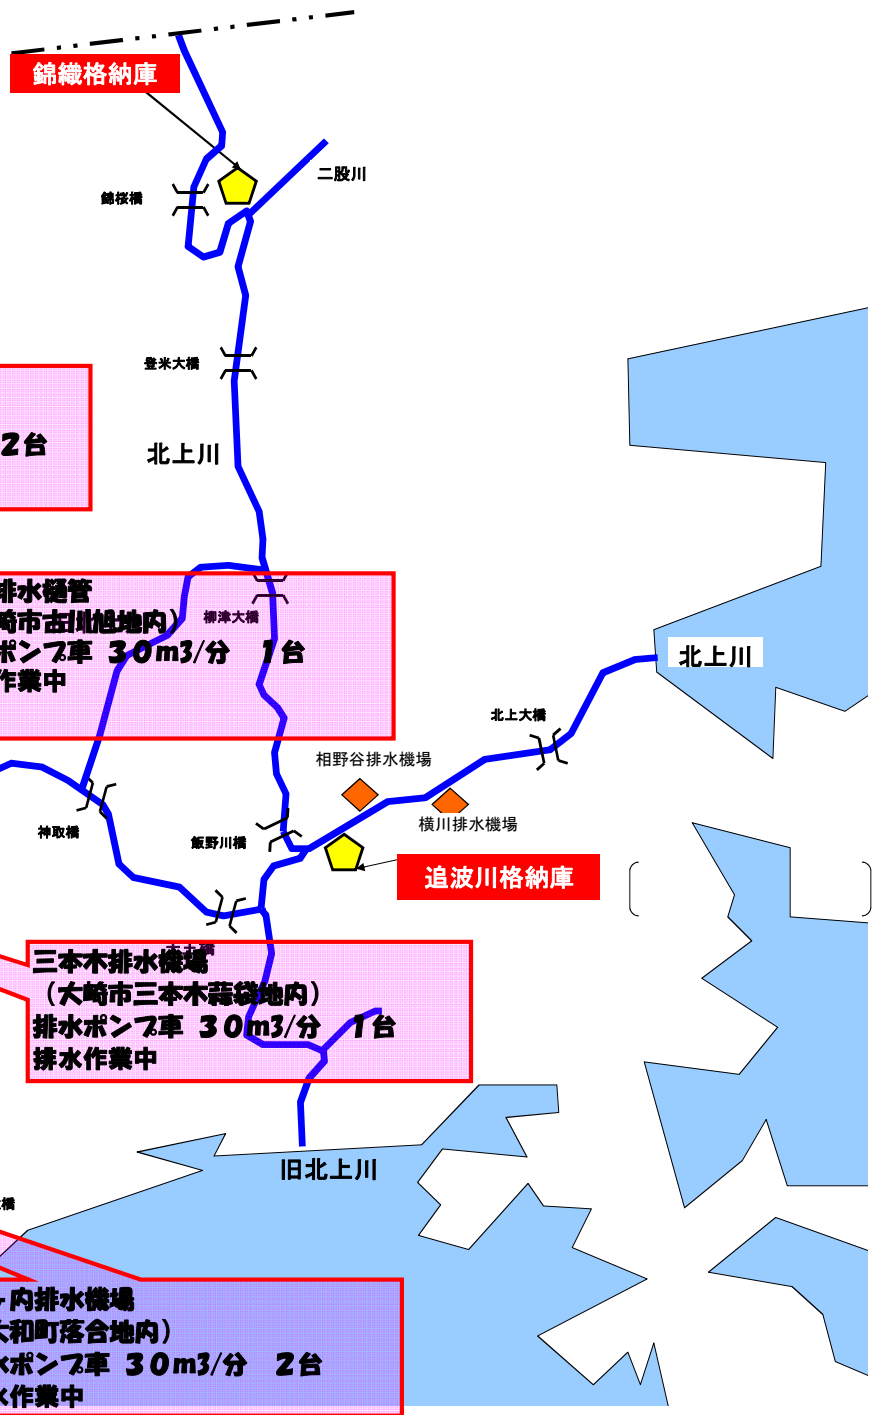 錦織格納庫
二股川
錦桜橋
登米大橋
2台
北上川
排水樋管
崎市古川旭地内）
柳津大橋
ポンプ車 30m3/分 1台
作業中
北上川
北上大橋
相野谷排水機場
横川排水機場
神取橋
飯野川橋
追波川格納庫
三本木排水機場
（大崎市三本木蒜袋地内）
排水ポンプ車 30m3/分 1台
排水作業中
旧北上川
橋
内排水機場
大和町落合地内）
水ポンプ車 30m3/分 2台
水作業中